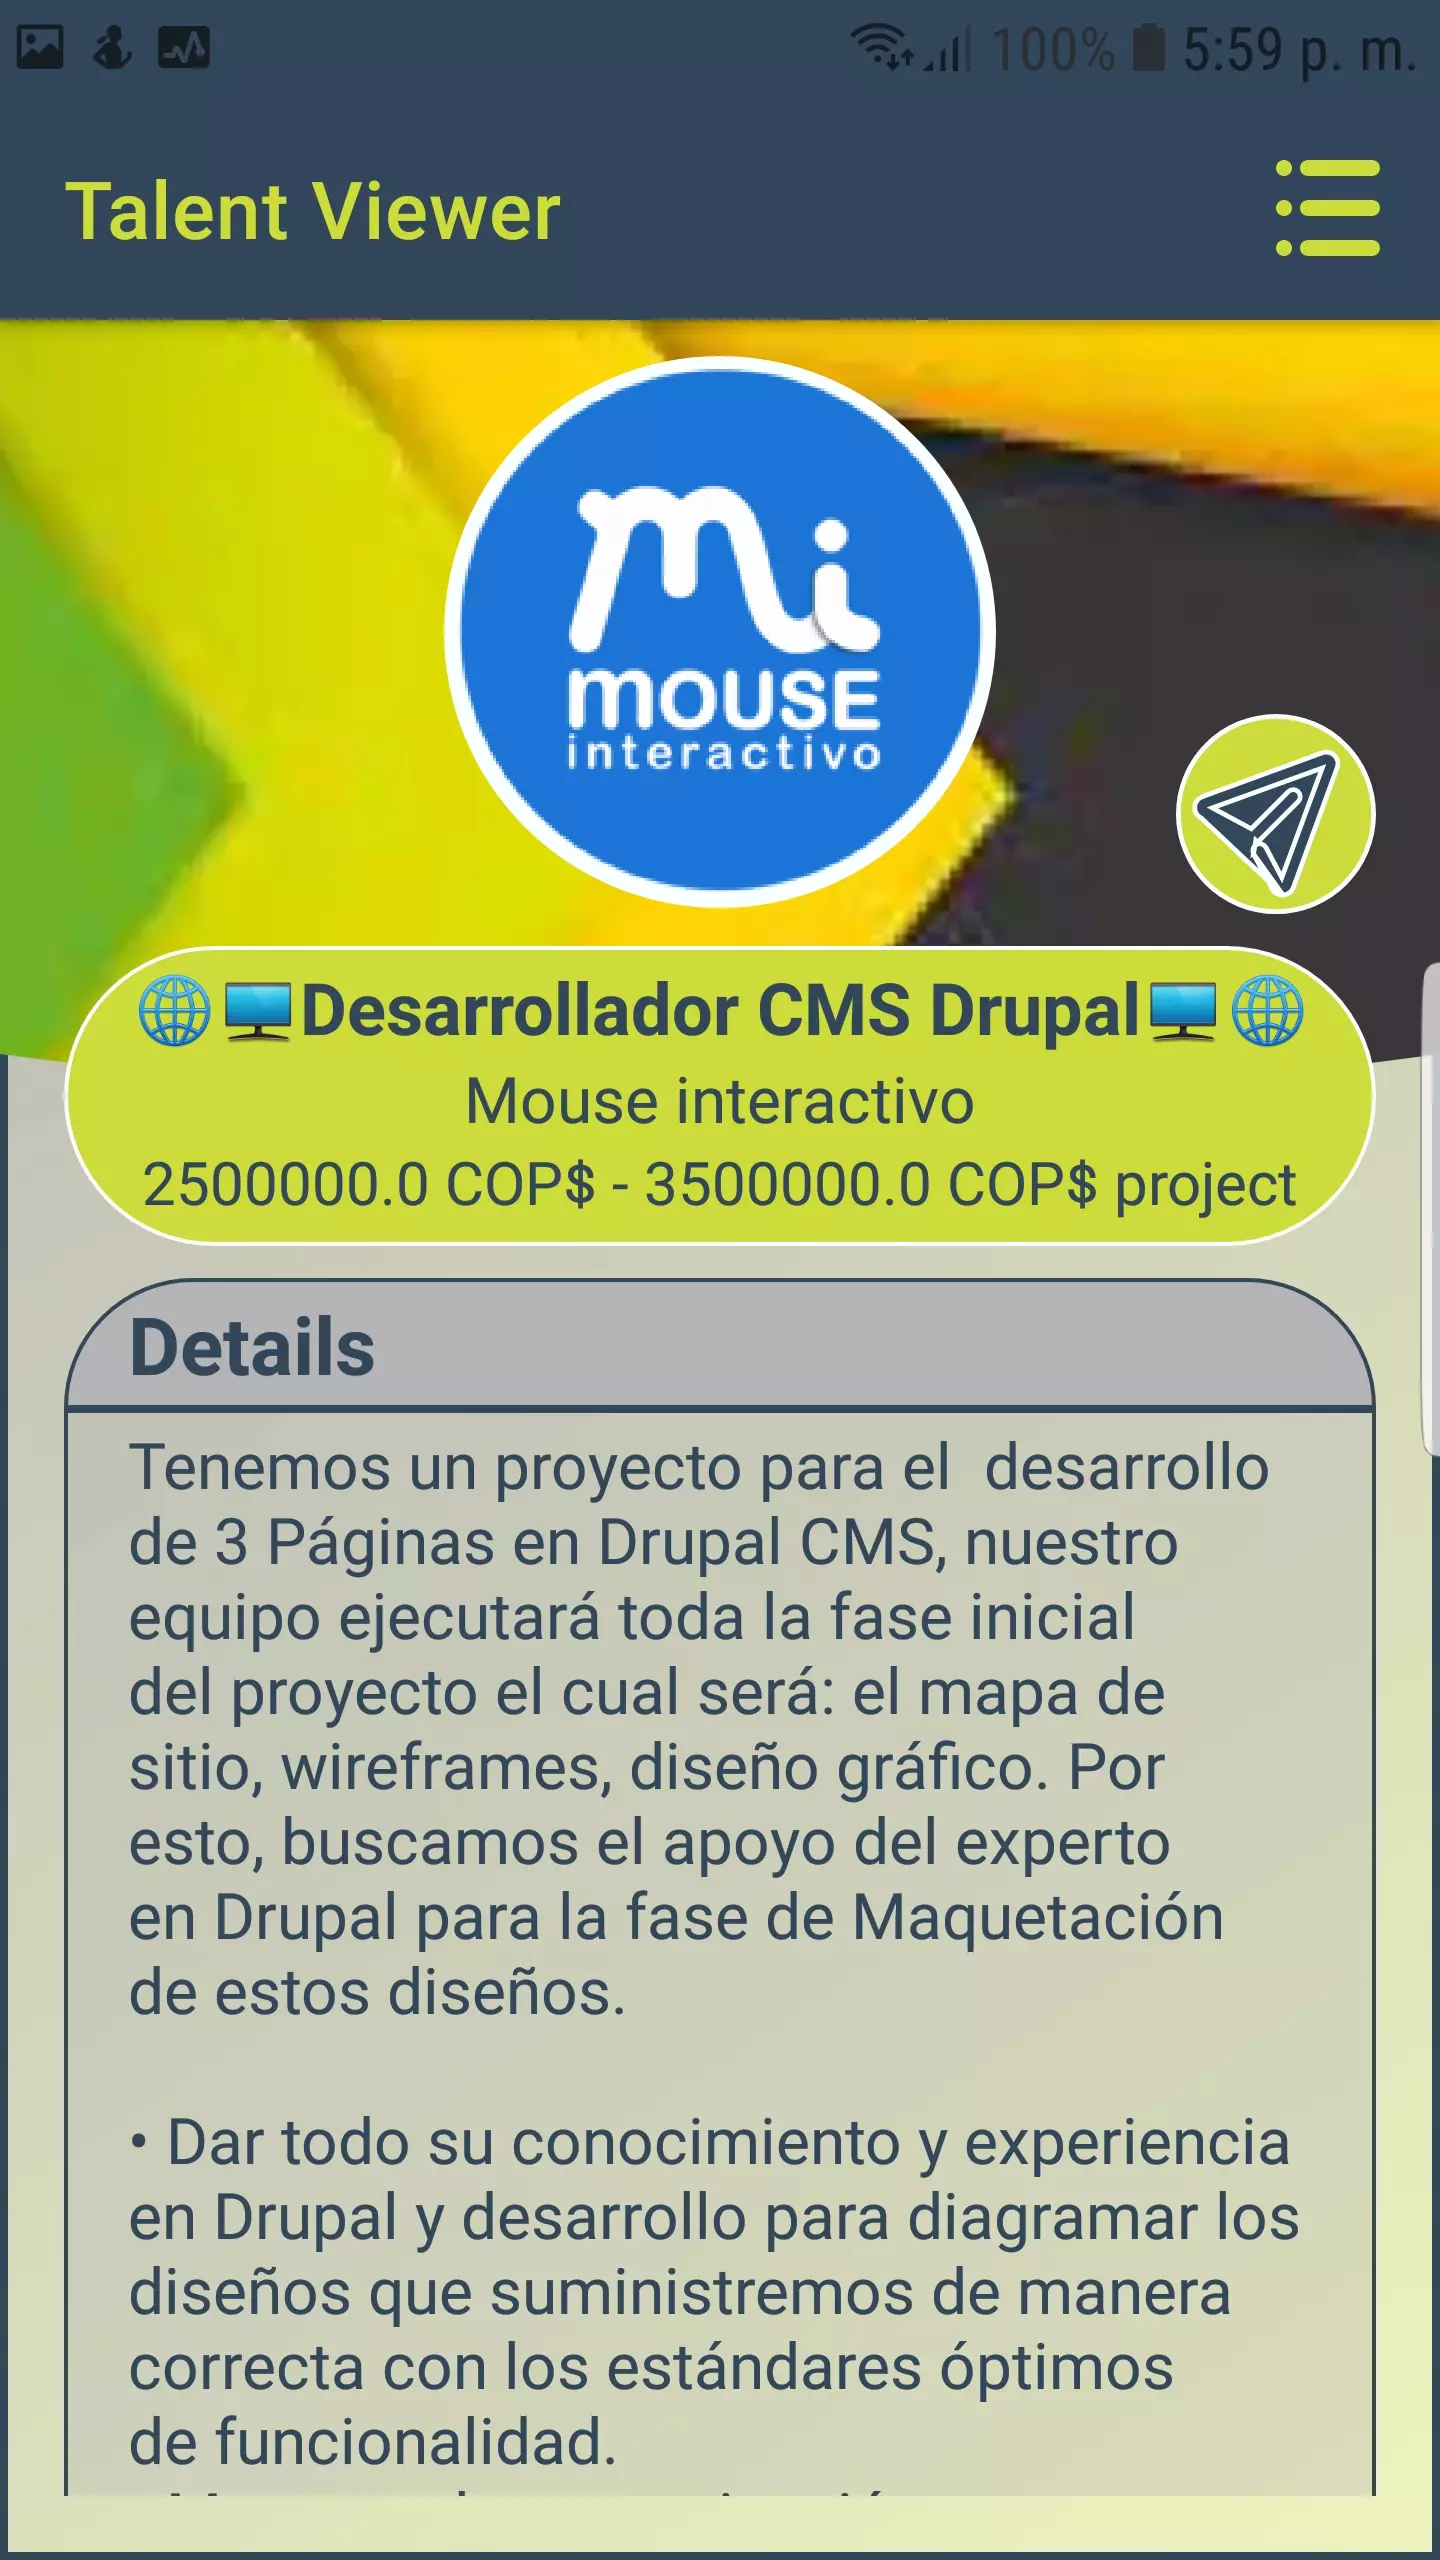 100% 5:59 p. m.
Talent Viewer
mi
mouse
interactivo
🌐🖥️Desarrollador CMS Drupal🖥️🌐
Mouse interactivo
2500000.0 COP$ - 3500000.0 COP$ project
Details
Tenemos un proyecto para el  desarrollo
de 3 Páginas en Drupal CMS, nuestro
equipo ejecutará toda la fase inicial
del proyecto el cual será: el mapa de
sitio, wireframes, diseño gráfico. Por
esto, buscamos el apoyo del experto
en Drupal para la fase de Maquetación
de estos diseños.
• Dar todo su conocimiento y experiencia
en Drupal y desarrollo para diagramar los
diseños que suministremos de manera
correcta con los estándares óptimos
de funcionalidad.